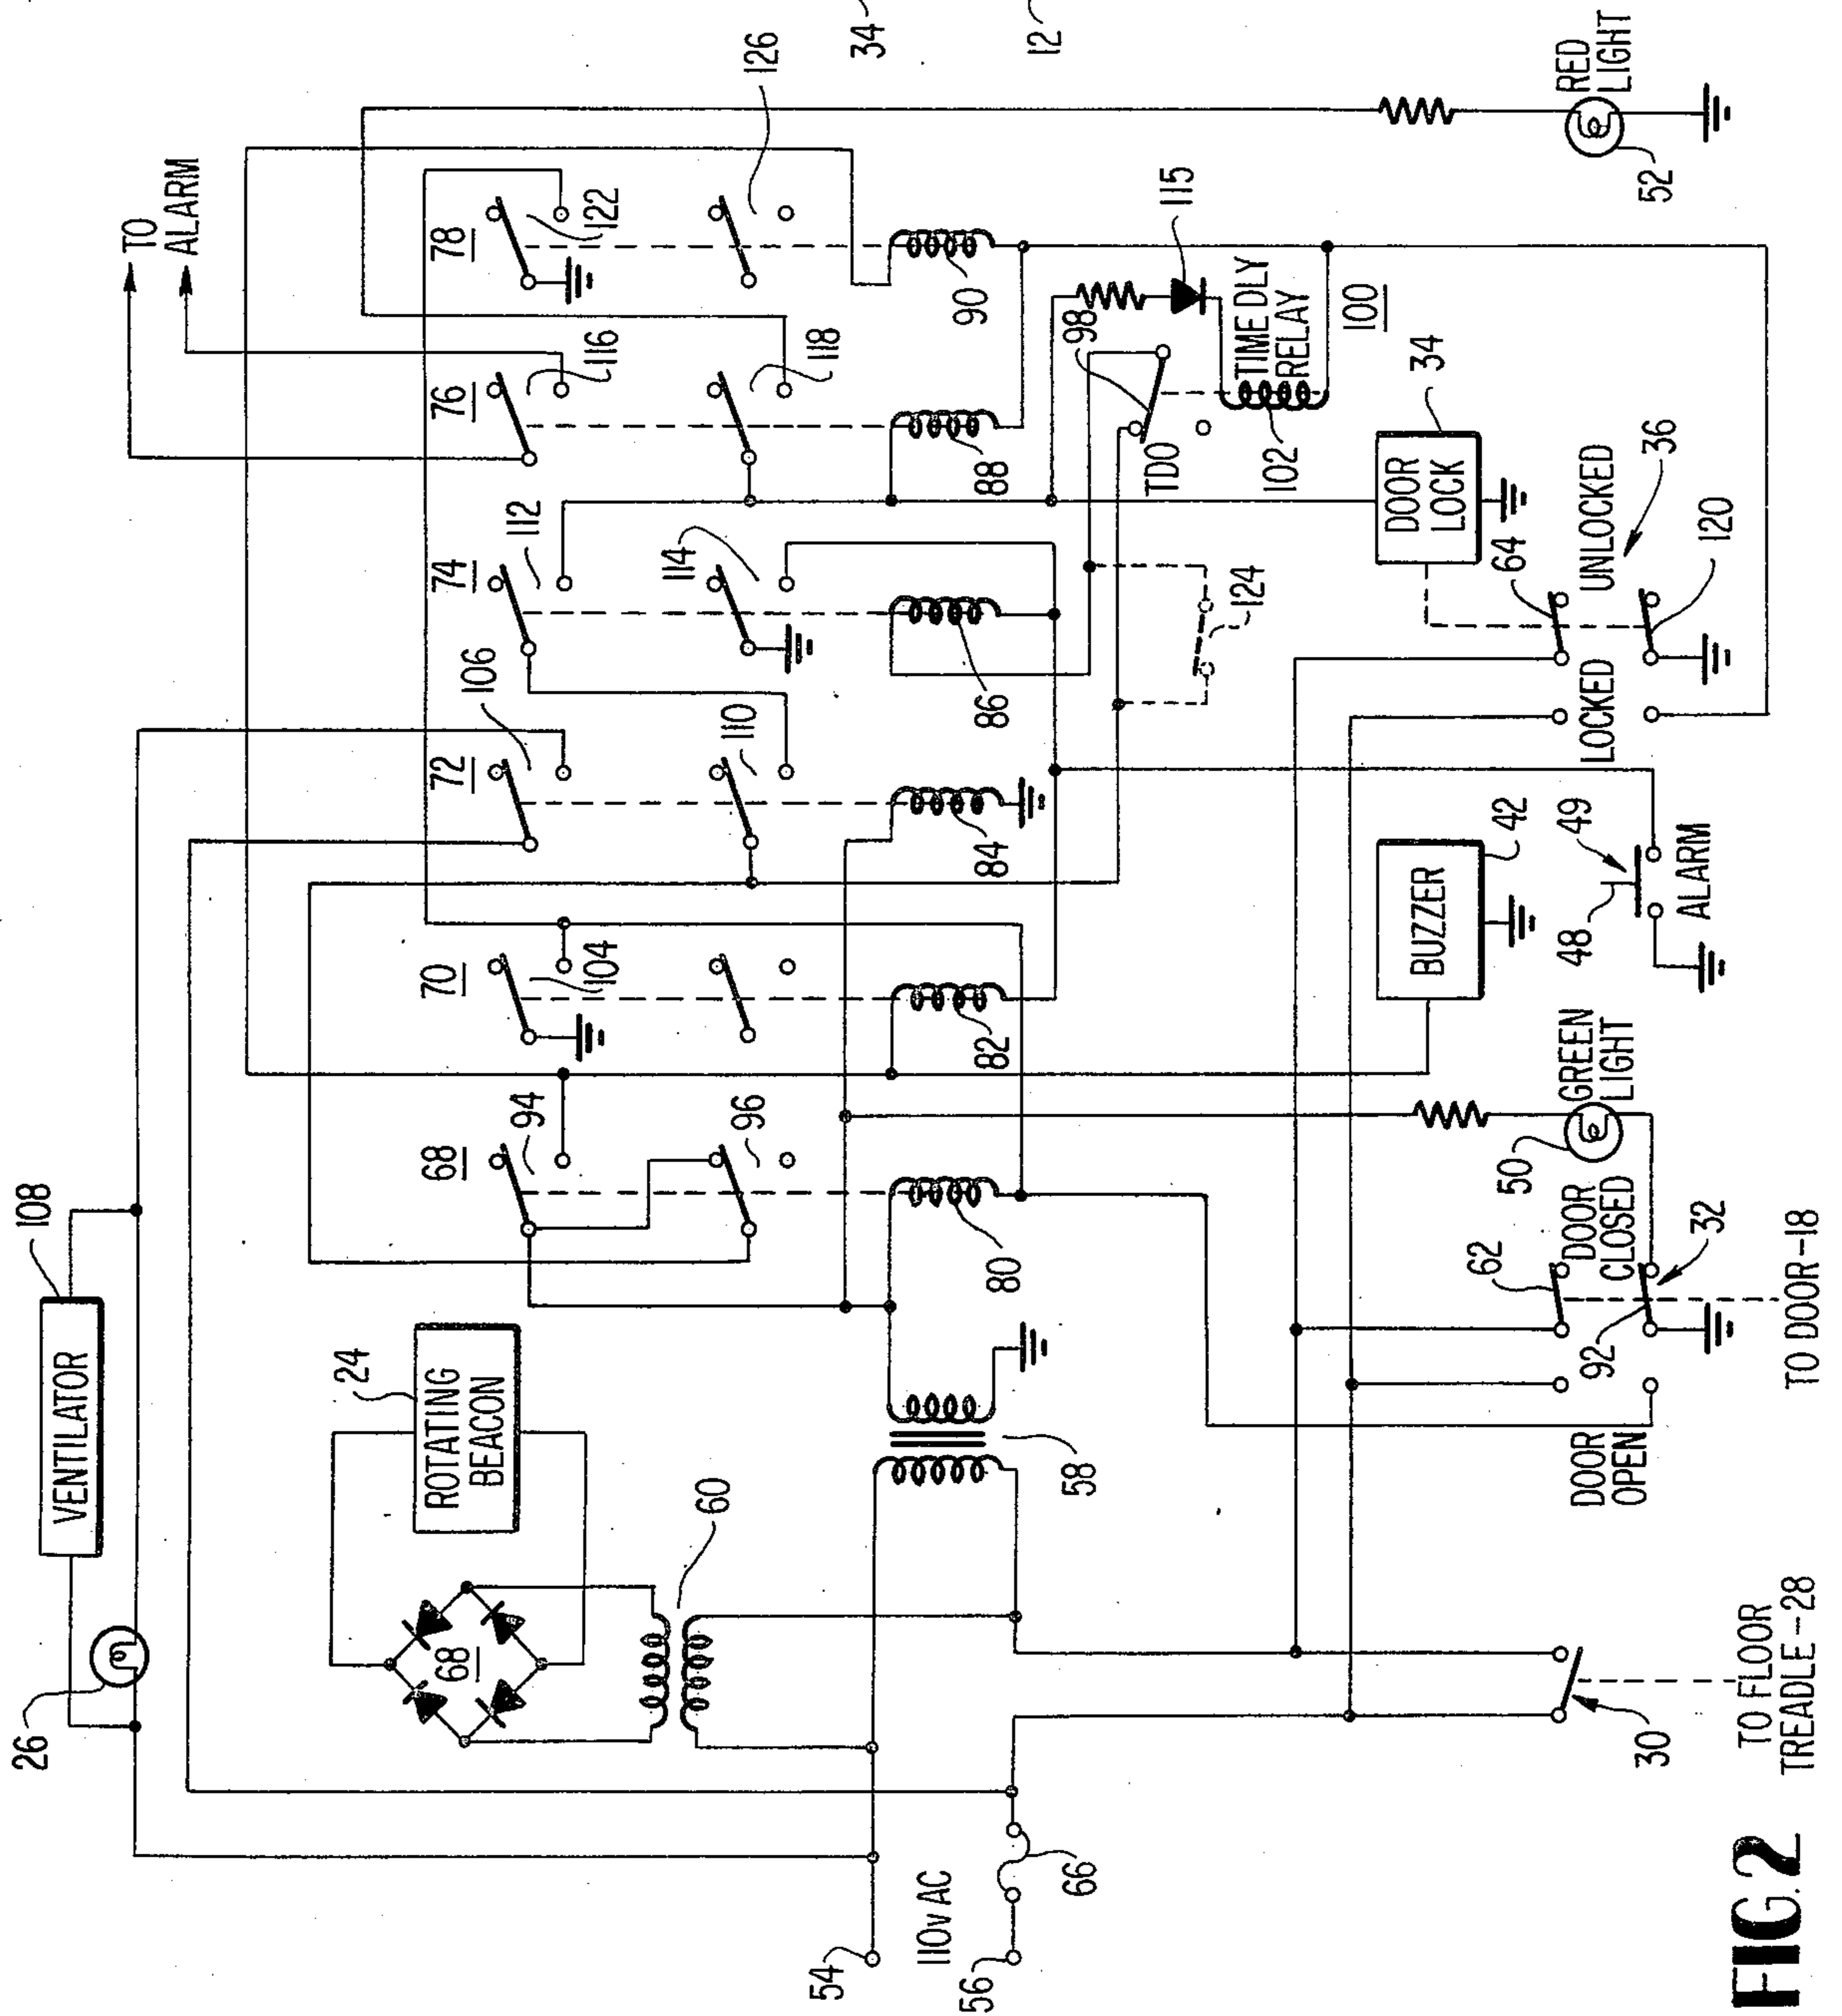 FIG. 2
54
110V AC
56
66
26
VENTILATOR
108
68
60
ROTATING
BEACON
24
58
30
TO FLOOR
TREADLE-28
DOOR
OPEN
62
DOOR
CLOSED
92
32
TO DOOR-18
68
94
96
80
50
GREEN
LIGHT
70
104
82
BUZZER
42
48
49
ALARM
72
106
110
84
74
112
114
86
124
LOCKED
UNLOCKED
64
36
120
DOOR
LOCK
34
76
116
118
88
TDO
98
102
TIME DLY
RELAY
100
115
78
122
126
90
TO
ALARM
RED
LIGHT
52
34
12